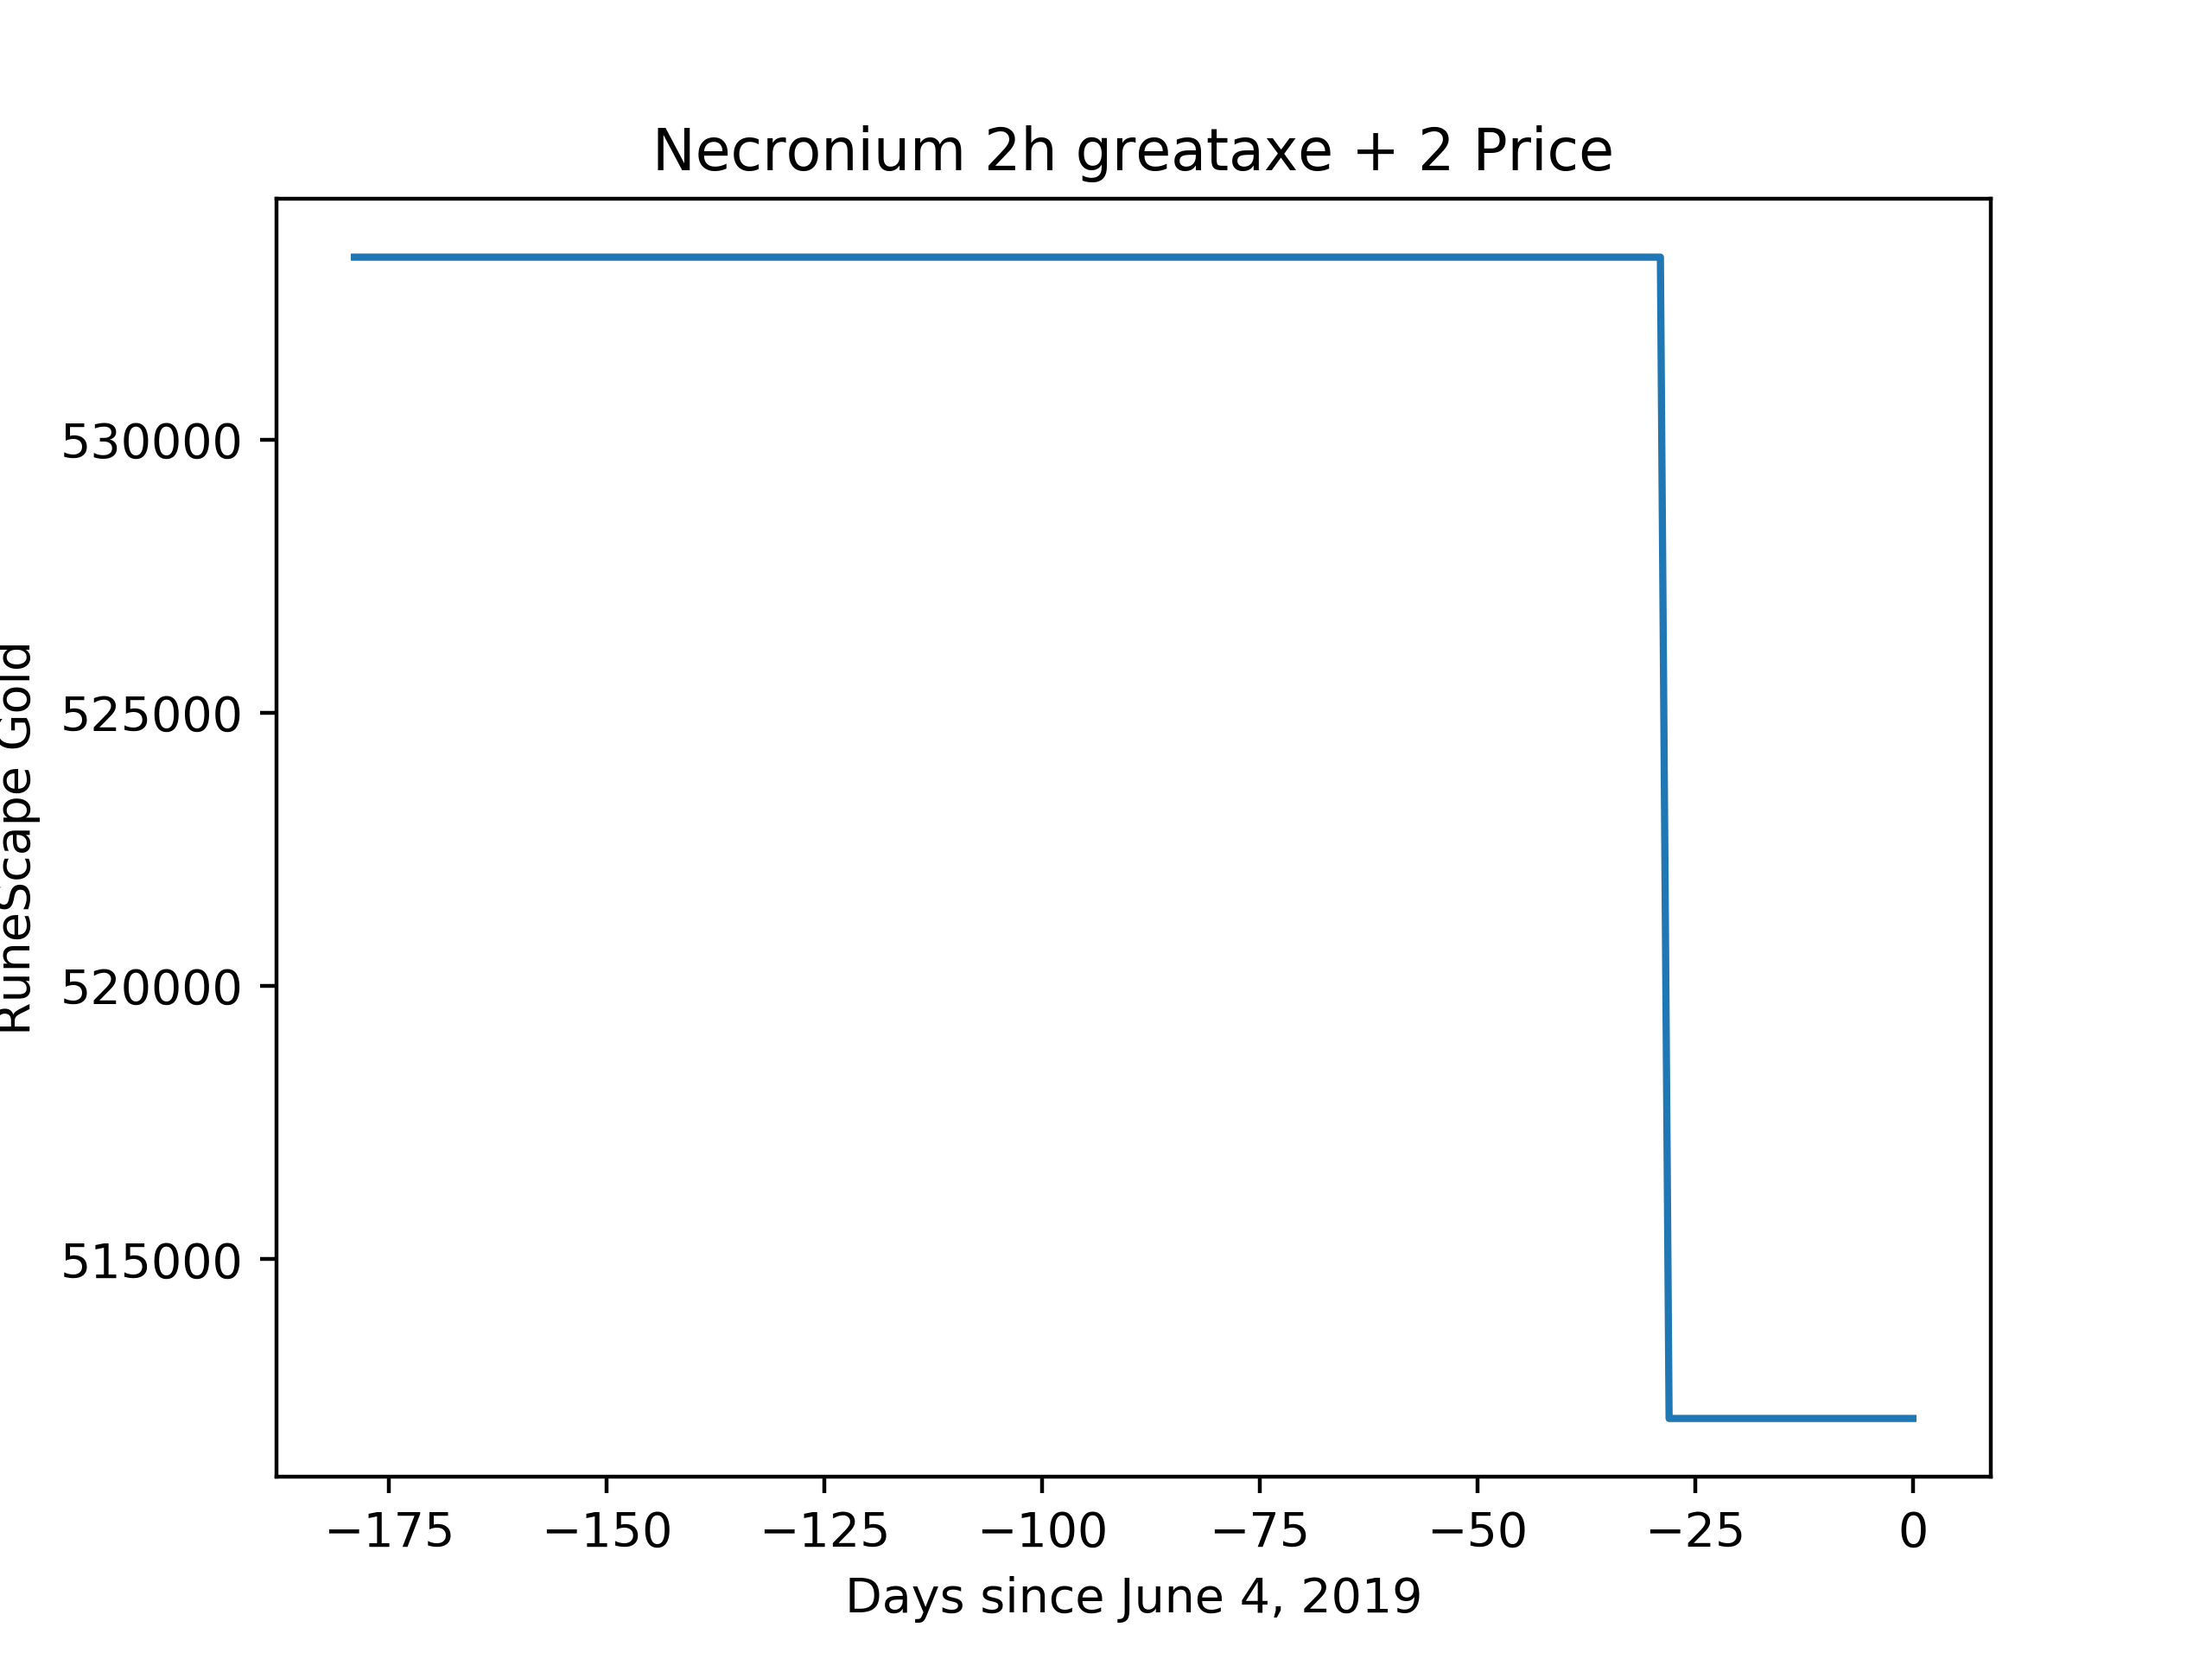 Necronium 2h greataxe + 2 Price
RuneScape Gold
530000
525000
520000
515000
−175 −150 −125 −100 −75 −50 −25 0
Days since June 4, 2019